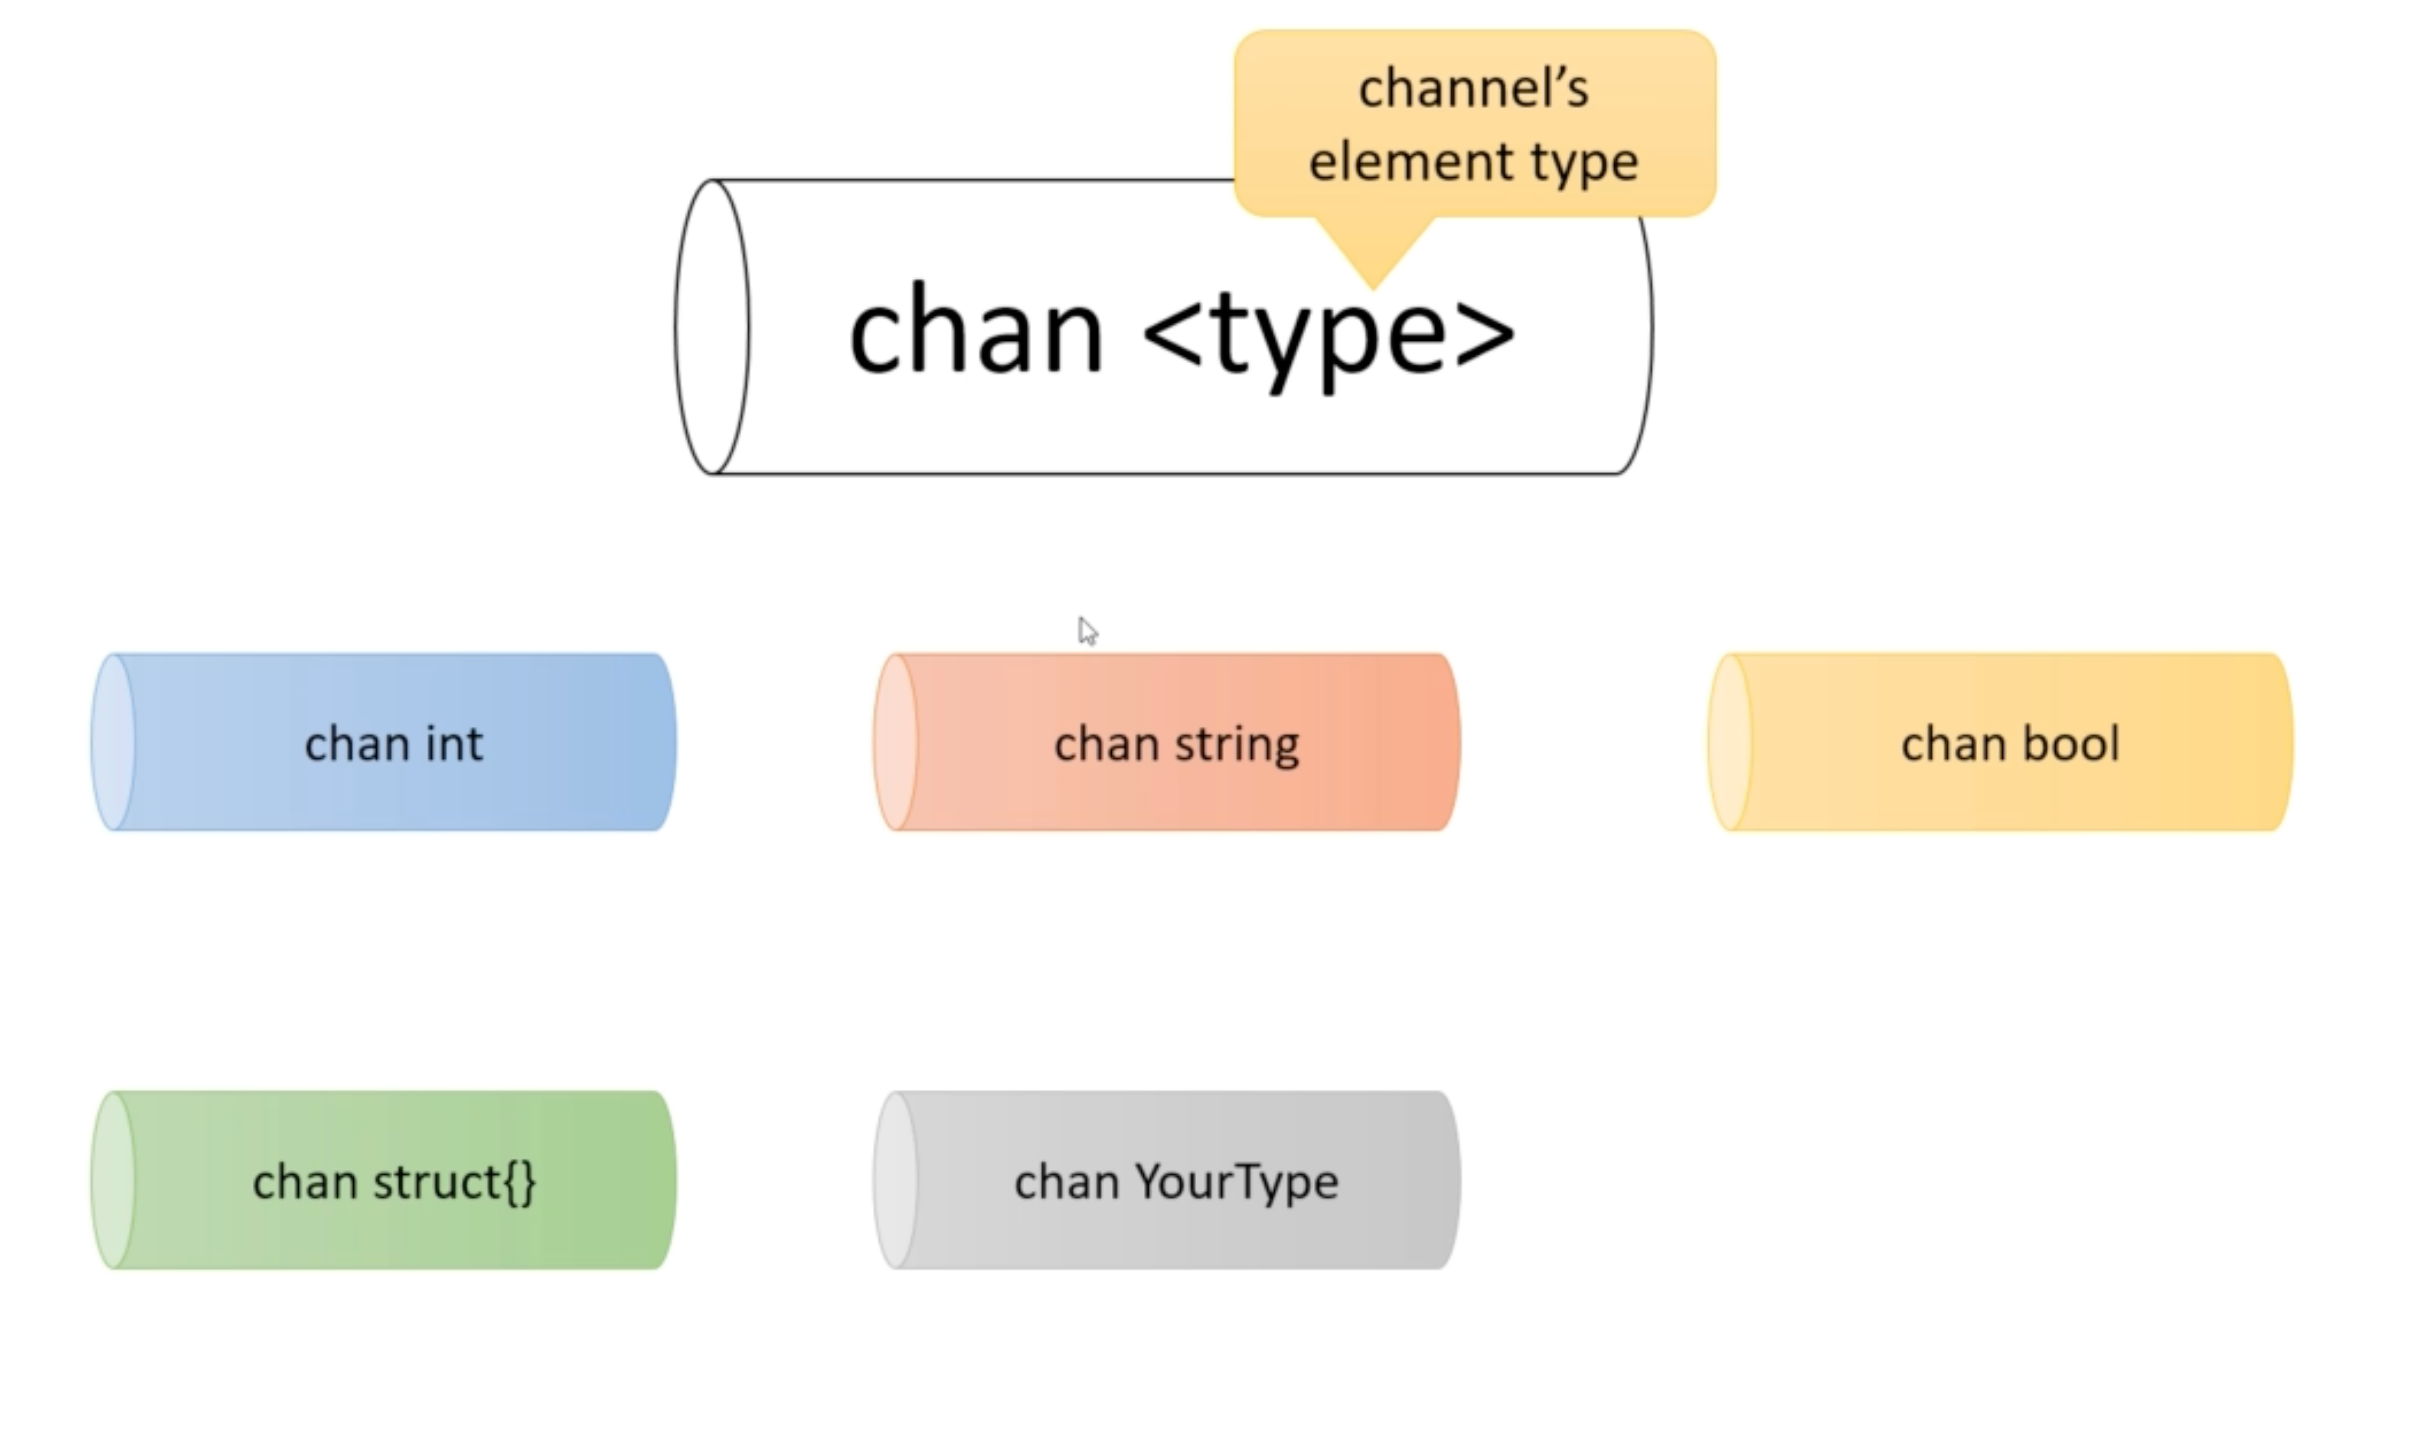 channel’s
element type
chan <type>
chan int
chan string
chan bool
chan struct{}
chan YourType